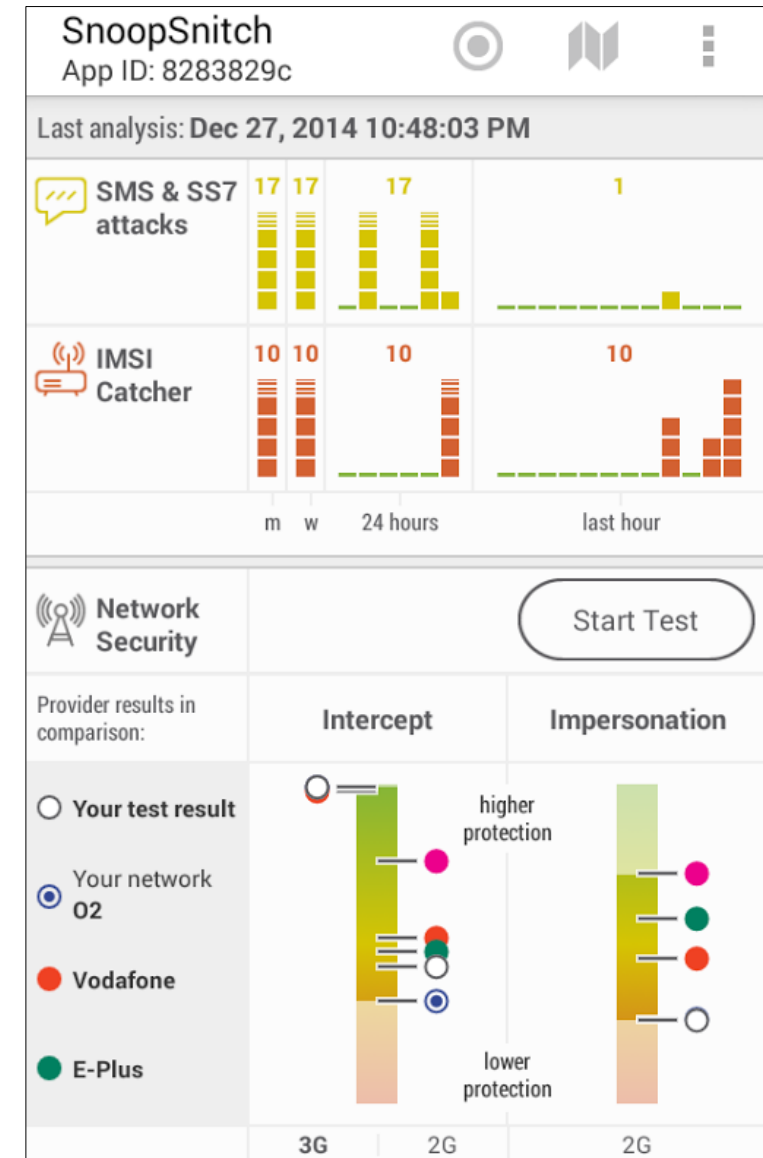 SnoopSnitch
App ID: 8283829c
Last analysis: Dec 27, 2014 10:48:03 PM
SMS & SS7
attacks
17 17 17 1
IMSI
Catcher
10 10 10 10
m w 24 hours last hour
Network
Security
Start Test
Provider results in
comparison:
Intercept Impersonation
higher
protection
Your test result
Your network
O2
Vodafone
E-Plus
lower
protection
3G 2G 2G